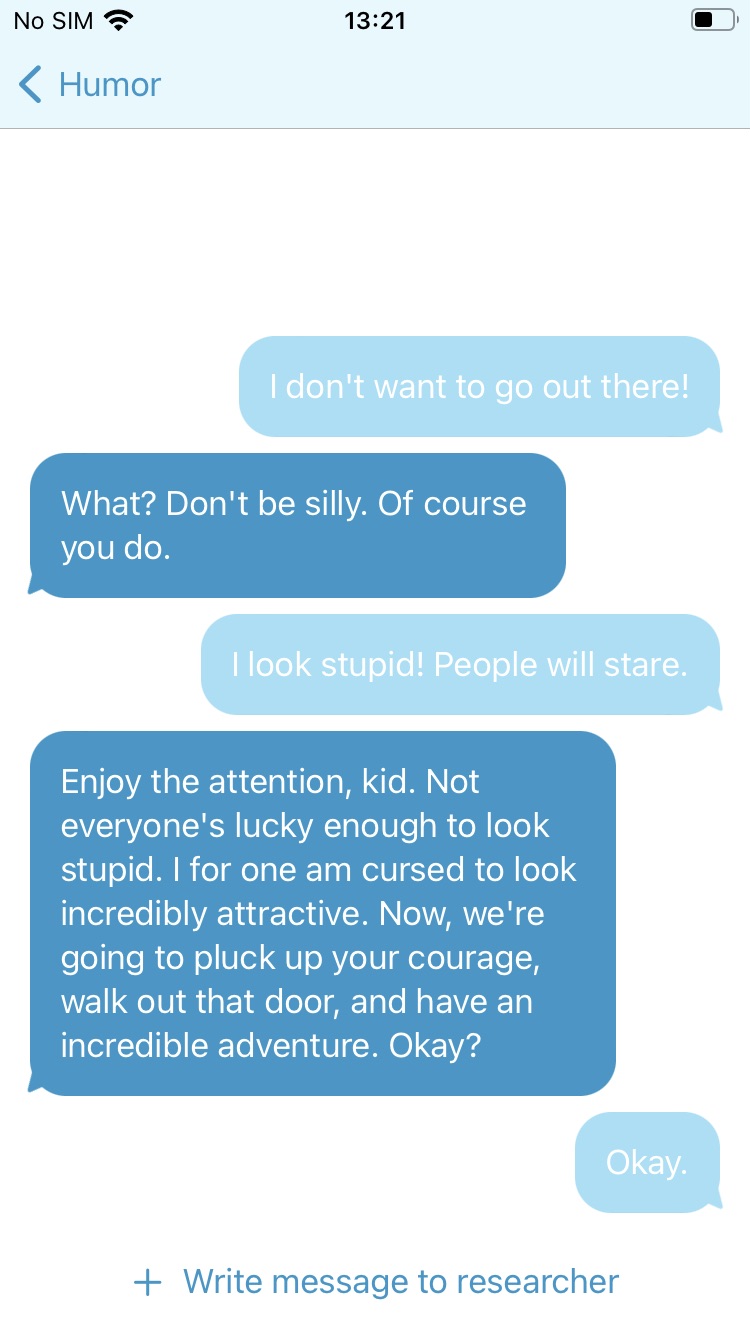 No SIM 13:21
Humor
I don't want to go out there!
What? Don't be silly. Of course
you do.
I look stupid! People will stare.
Enjoy the attention, kid. Not
everyone's lucky enough to look
stupid. I for one am cursed to look
incredibly attractive. Now, we're
going to pluck up your courage,
walk out that door, and have an
incredible adventure. Okay?
Okay.
+ Write message to researcher